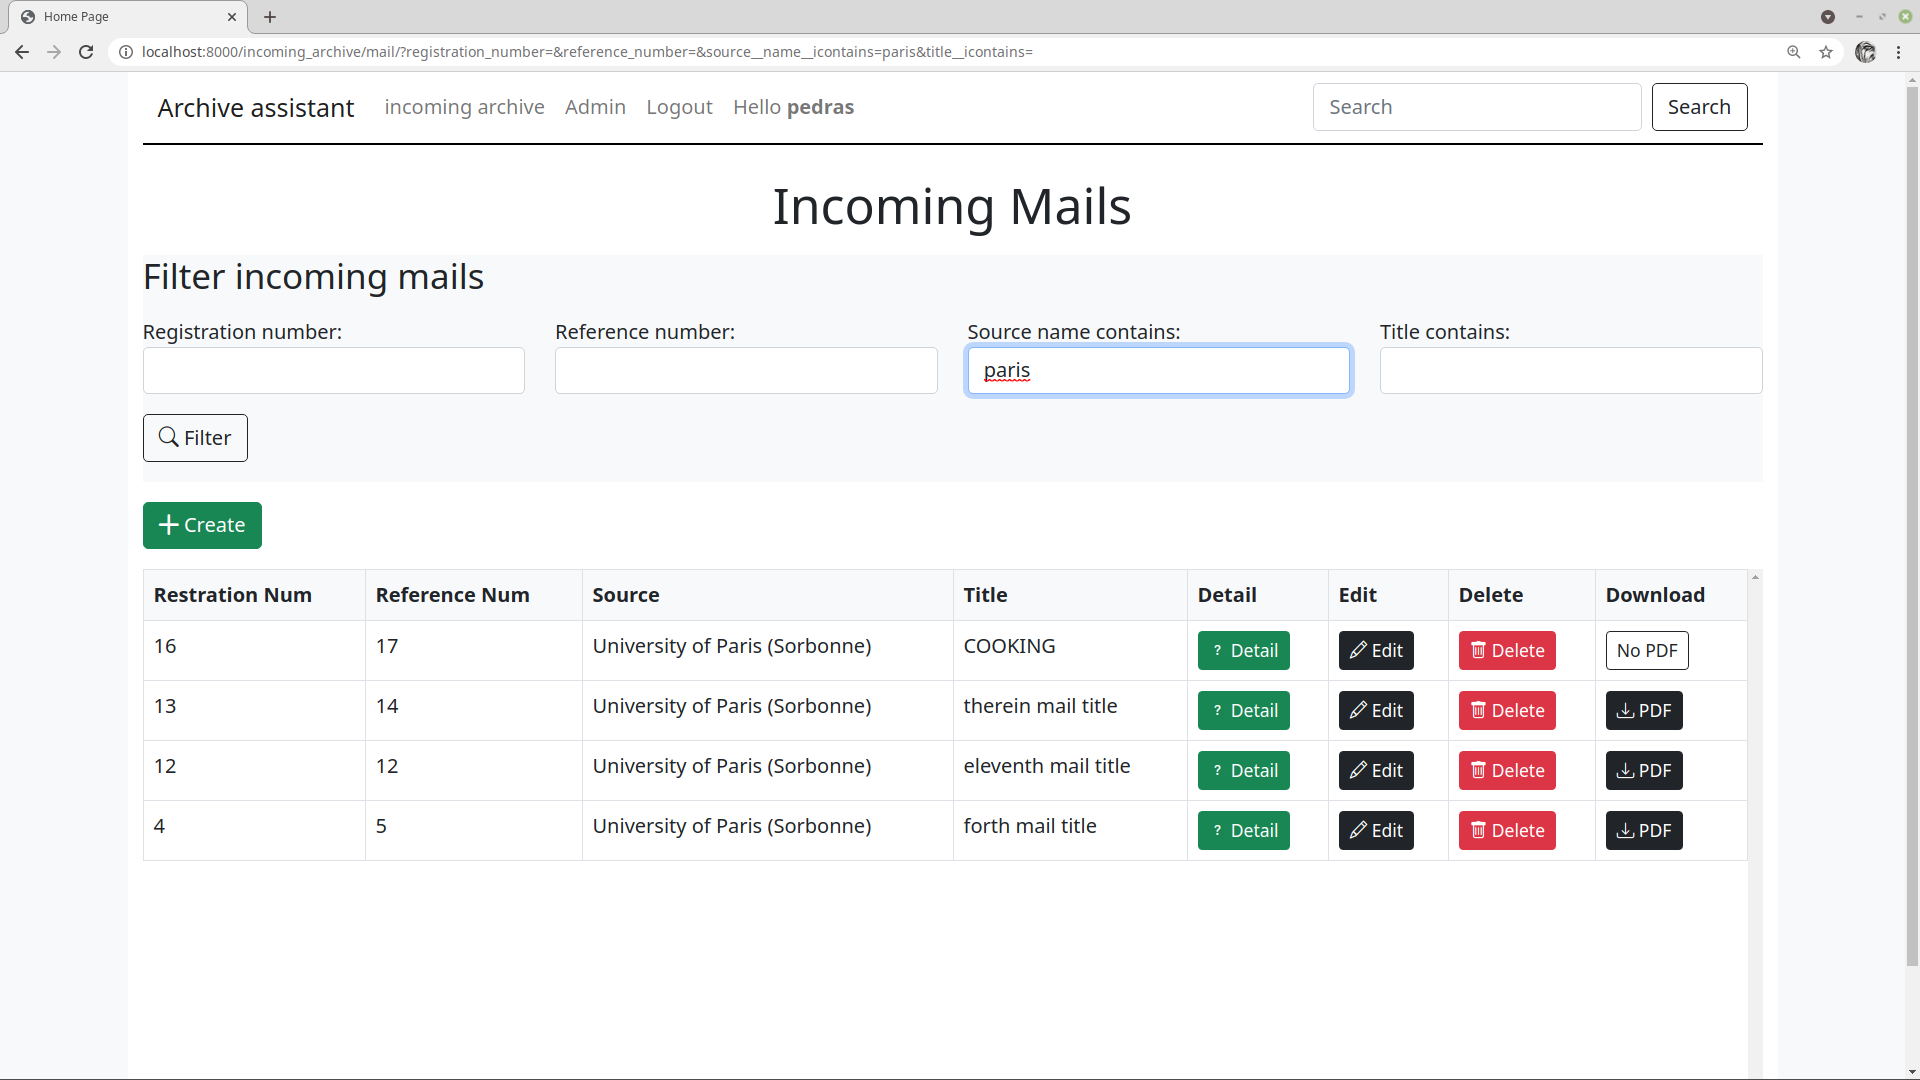 Home Page
localhost:8000/incoming_archive/mail/?registration_number=&reference_number=&source__name__icontains=paris&title__icontains=
Archive assistant incoming archive Admin Logout Hello pedras Search Search
Incoming Mails
Filter incoming mails
Registration number: Reference number: Source name contains: Title contains:
paris
Filter
Create
Restration Num Reference Num Source Title Detail Edit Delete Download
16 17 University of Paris (Sorbonne) COOKING ? Detail Edit Delete No PDF
13 14 University of Paris (Sorbonne) therein mail title ? Detail Edit Delete PDF
12 12 University of Paris (Sorbonne) eleventh mail title ? Detail Edit Delete PDF
4 5 University of Paris (Sorbonne) forth mail title ? Detail Edit Delete PDF